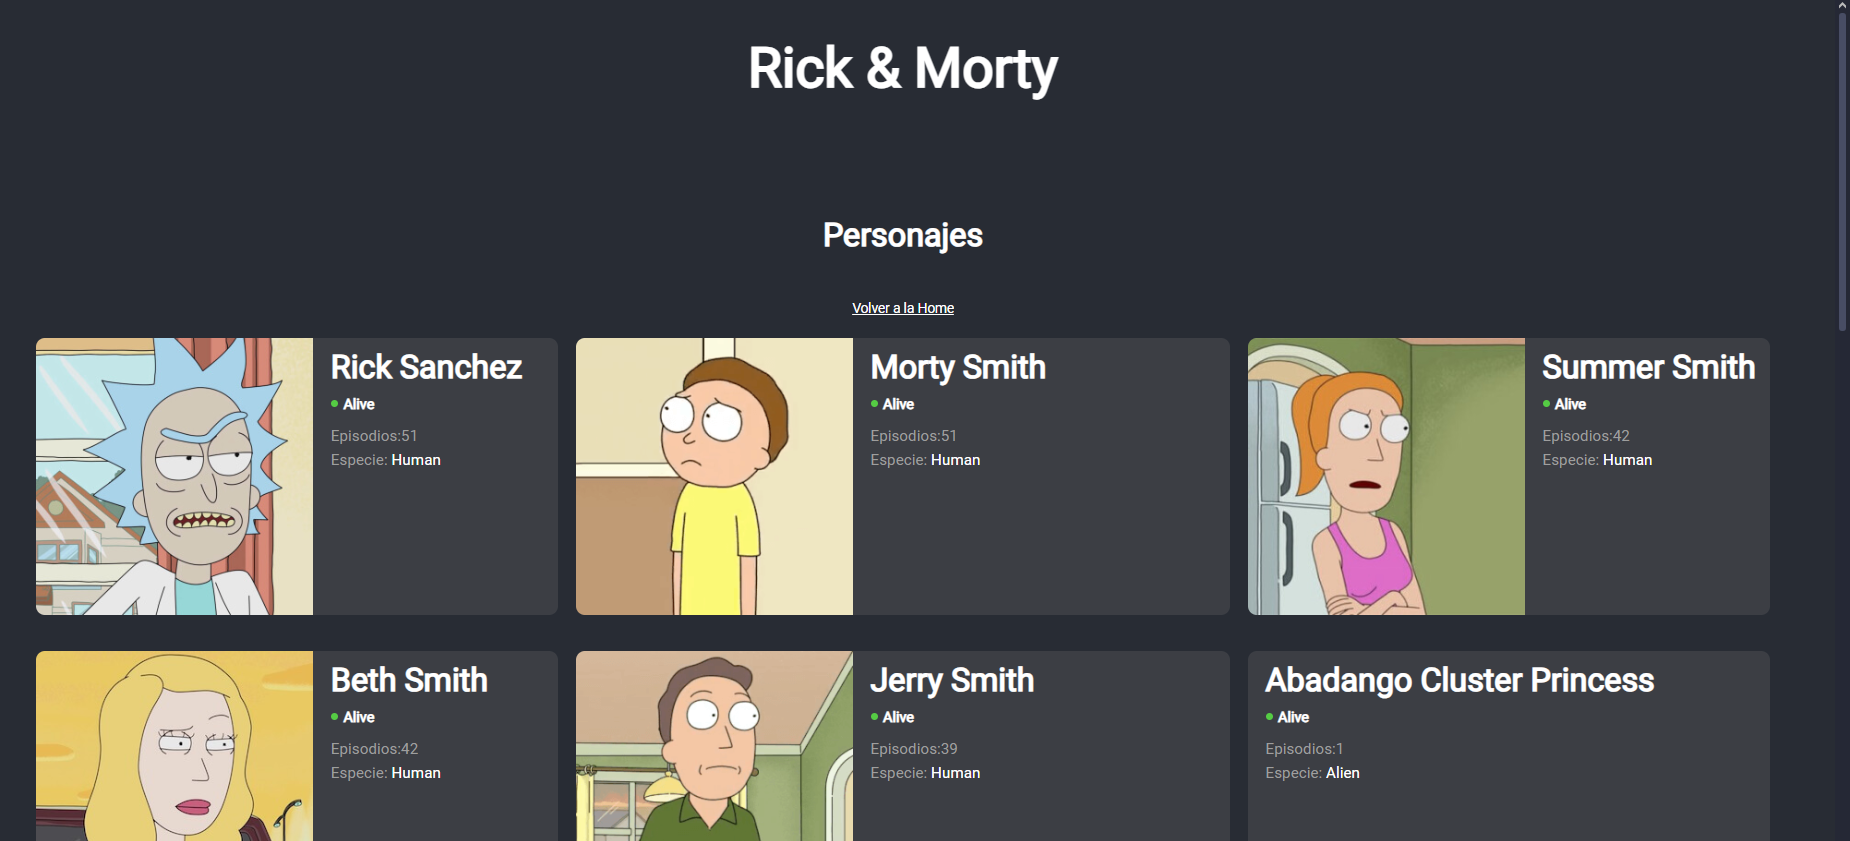 Rick & Morty
Personajes
Volver a la Home
Rick Sanchez
Alive
Episodios:51
Especie: Human
Morty Smith
Alive
Episodios:51
Especie: Human
Summer Smith
Alive
Episodios:42
Especie: Human
Beth Smith
Alive
Episodios:42
Especie: Human
Jerry Smith
Alive
Episodios:39
Especie: Human
Abadango Cluster Princess
Alive
Episodios:1
Especie: Alien